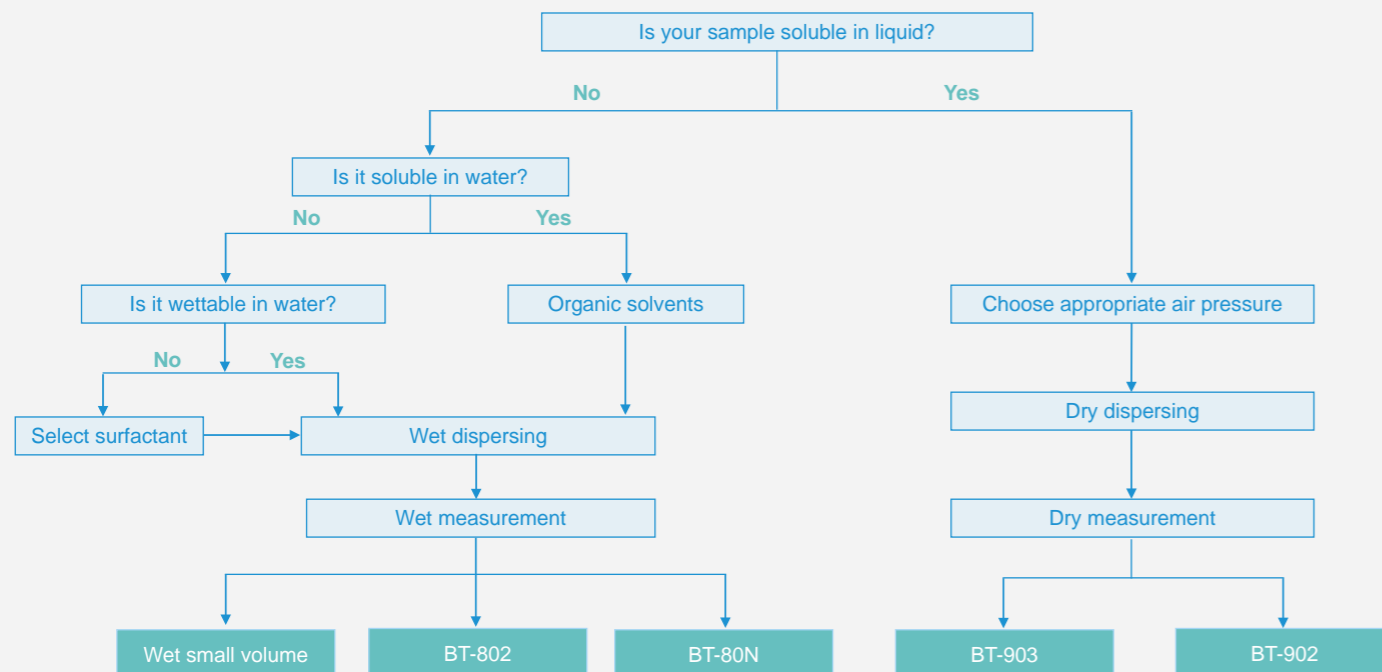 Is your sample soluble in liquid?
No
Yes
Is it soluble in water?
No
Yes
Is it wettable in water?
Organic solvents
Choose appropriate air pressure
No
Yes
Dry dispersing
Select surfactant
Wet dispersing
Wet measurement
Dry measurement
Wet small volume
BT-802
BT-80N
BT-903
BT-902